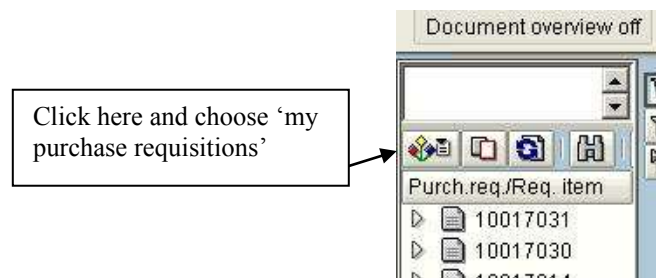 Document overview off
Click here and choose ‘my
purchase requisitions’
Purch.req./Req. item
10017031
10017030